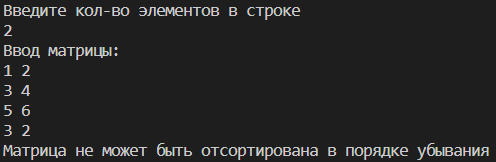 Введите кол-во элементов в строке
2
Ввод матрицы:
1 2
3 4
5 6
3 2
Матрица не может быть отсортирована в порядке убывания